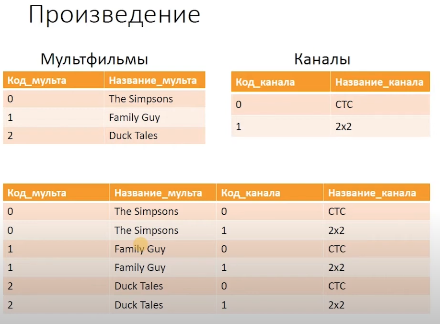 Произведение
Мультфильмы
Код_мульта Название_мульта
0 The Simpsons
1 Family Guy
2 Duck Tales
Каналы
Код_канала Название_канала
0 СТС
1 2x2
Код_мульта Название_мульта Код_канала Название_канала
0 The Simpsons 0 СТС
0 The Simpsons 1 2x2
1 Family Guy 0 СТС
1 Family Guy 1 2x2
2 Duck Tales 0 СТС
2 Duck Tales 1 2x2